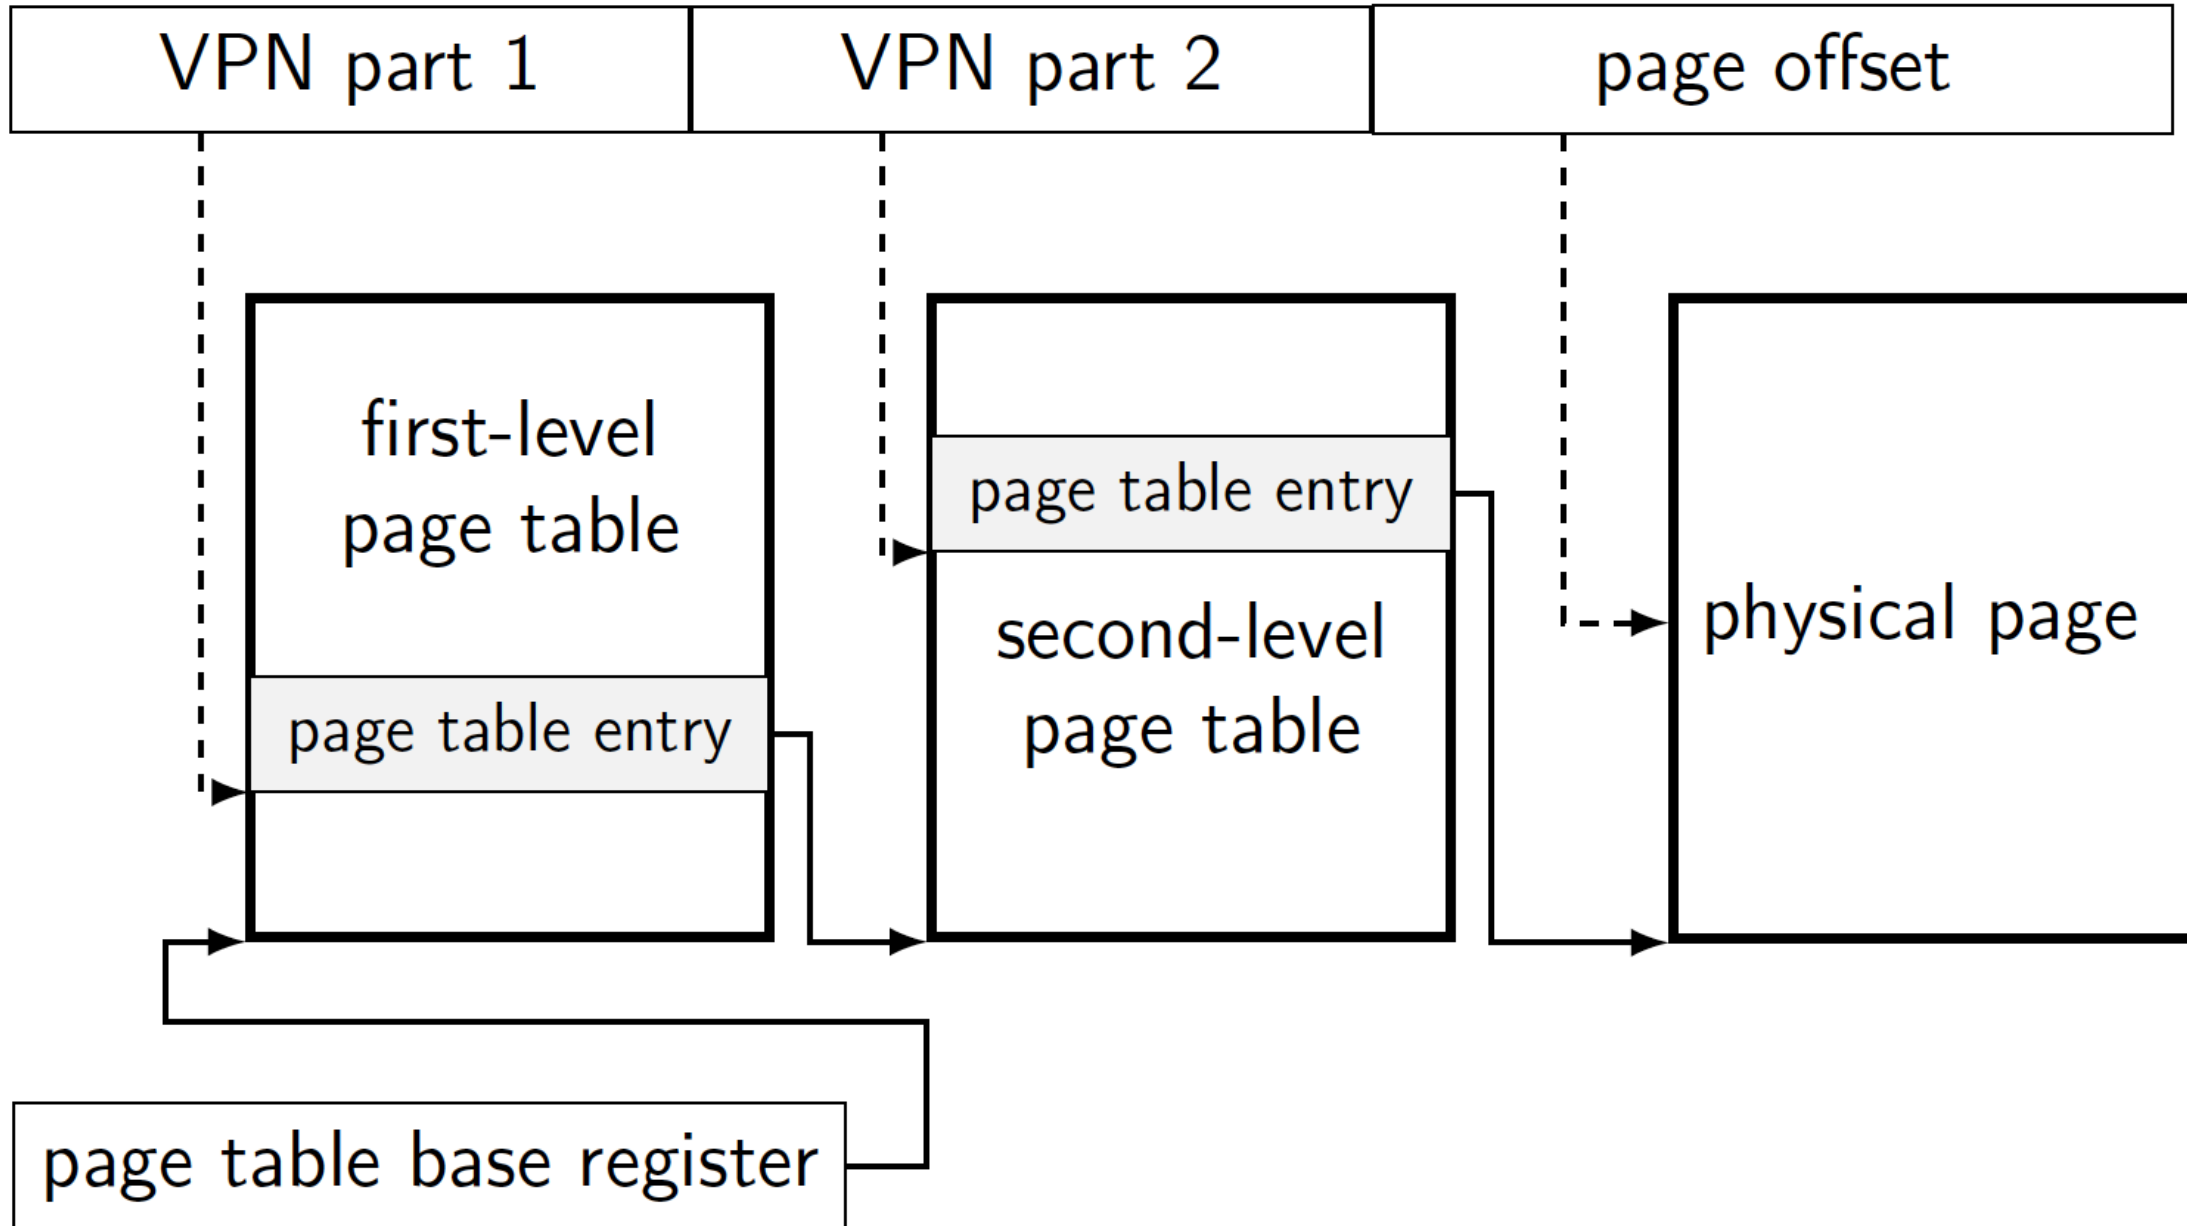 VPN part 1
VPN part 2
page offset
first-level
page table
page table entry
page table entry
second-level
page table
physical page
page table base register